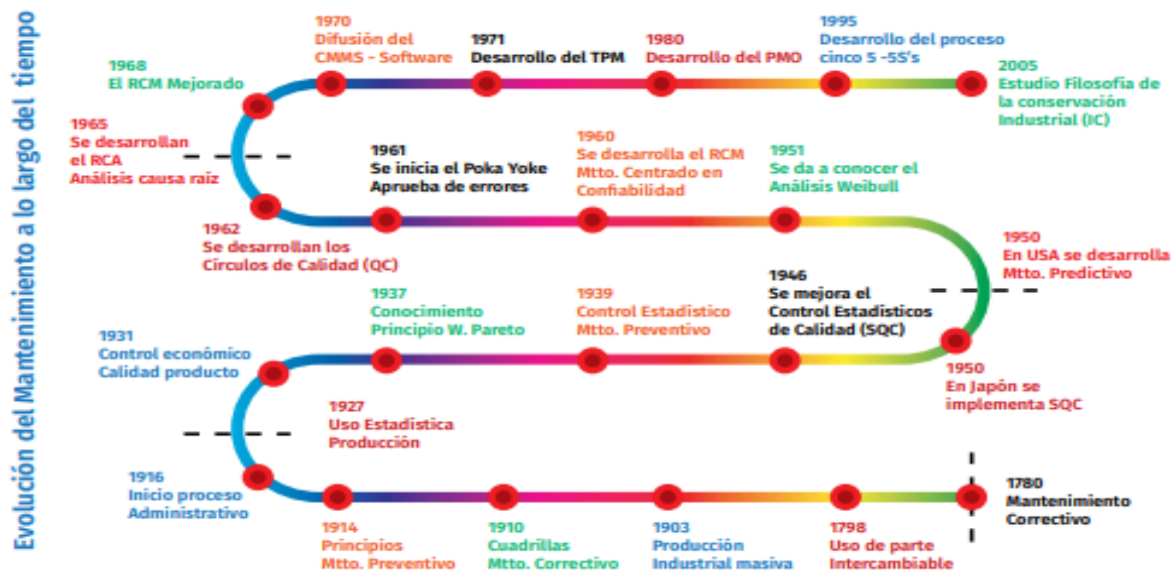 Evolución del Mantenimiento a lo largo del tiempo
1970
Difusión del
CMMS - Software
1971
Desarrollo del TPM
1980
Desarrollo del PMO
1995
Desarrollo del proceso
cinco S -5S's
1968
El RCM Mejorado
2005
Estudio Filosofía de
la conservación
Industrial (IC)
1965
Se desarrollan
el RCA
Análisis causa raíz
1961
Se inicia el Poka Yoke
Aprueba de errores
1960
Se desarrolla el RCM
Mtto. Centrado en
Confiabilidad
1951
Se da a conocer el
Análisis Weibull
1962
Se desarrollan los
Círculos de Calidad (QC)
1950
En USA se desarrolla
Mtto. Predictivo
1937
Conocimiento
Principio W. Pareto
1939
Control Estadístico
Mtto. Preventivo
1946
Se mejora el
Control Estadísticos
de Calidad (SQC)
1931
Control económico
Calidad producto
1950
En Japón se
implementa SQC
1927
Uso Estadística
Producción
1916
Inicio proceso
Administrativo
1780
Mantenimiento
Correctivo
1914
Principios
Mtto. Preventivo
1910
Cuadrillas
Mtto. Correctivo
1903
Producción
Industrial masiva
1798
Uso de parte
Intercambiable